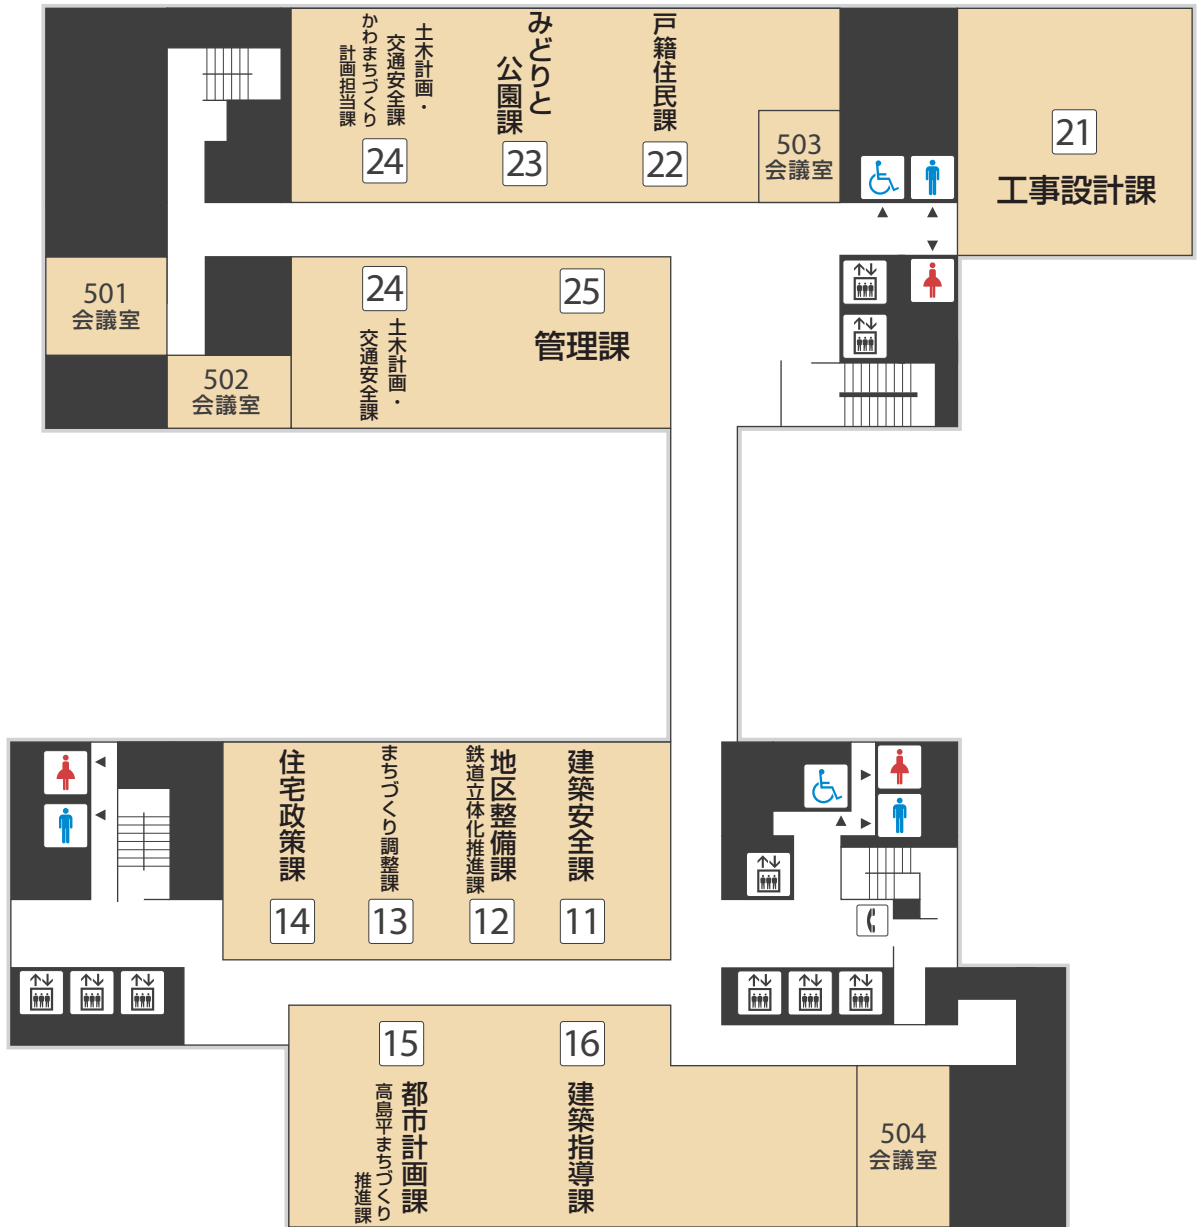 土木計画・
交通安全課
かわまちづくり
計画担当課
24
みどりと
公園課
23
戸籍住民課
22
503
会議室
21
工事設計課
501
会議室
502
会議室
24
土木計画・
交通安全課
25
管理課
住宅政策課
14
まちづくり調整課
13
地区整備課
鉄道立体化推進課
12
建築安全課
11
15
都市計画課
高島平まちづくり
推進課
16
建築指導課
504
会議室